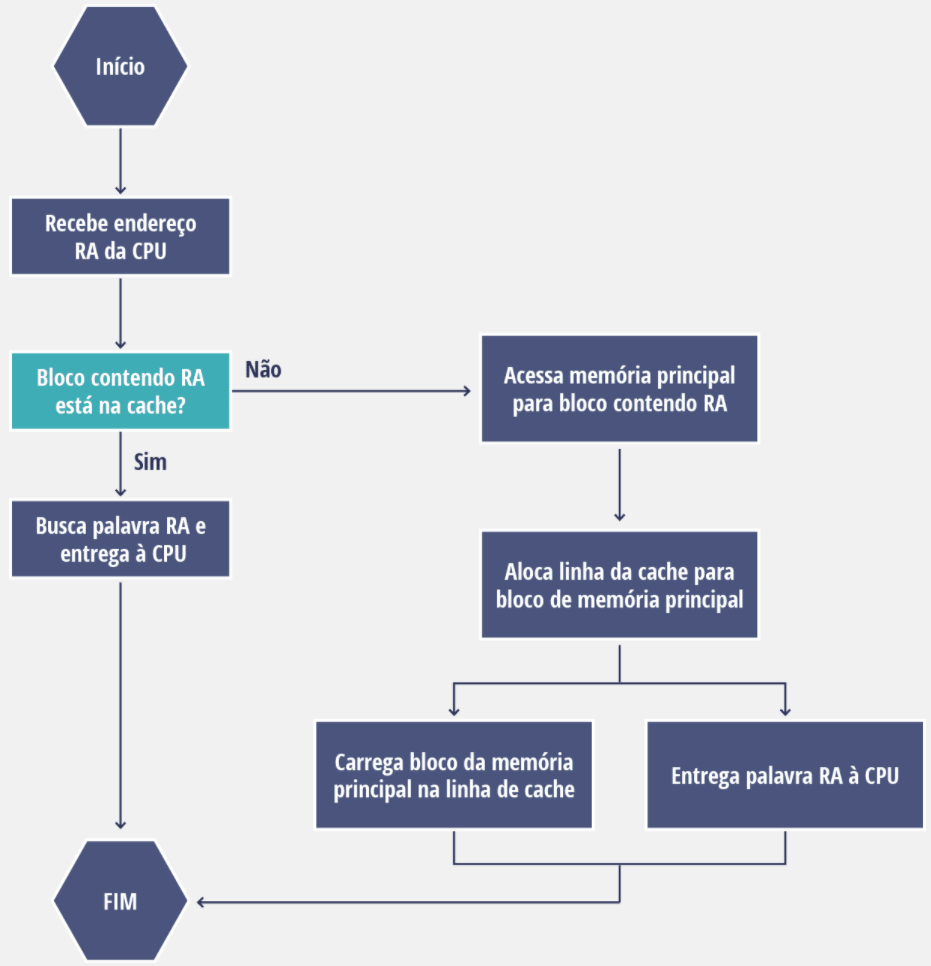 Início
Recebe endereço
RA da CPU
Bloco contendo RA
está na cache?
Não
Acessa memória principal
para bloco contendo RA
Sim
Busca palavra RA e
entrega à CPU
Aloca linha da cache para
bloco de memória principal
Carrega bloco da memória
principal na linha de cache
Entrega palavra RA à CPU
FIM